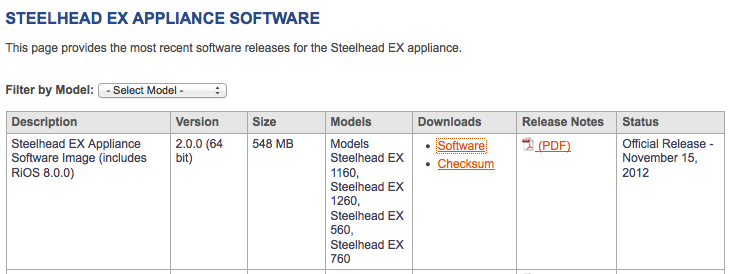 STEELHEAD EX APPLIANCE SOFTWARE
This page provides the most recent software releases for the Steelhead EX appliance.
Filter by Model: - Select Model -
Description Version Size Models Downloads Release Notes Status
Steelhead EX Appliance
Software Image (includes
RiOS 8.0.0)
2.0.0 (64
bit)
548 MB
Models
Steelhead EX
1160,
Steelhead EX
1260,
Steelhead EX
560,
Steelhead EX
760
• Software
• Checksum
(PDF)
Official Release -
November 15,
2012